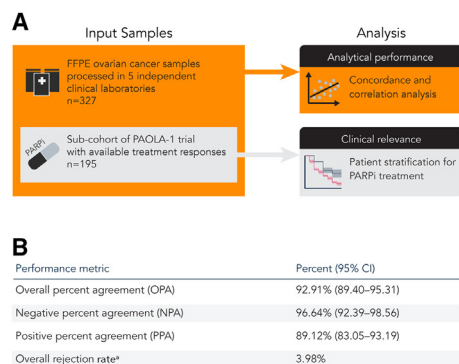 A
Input Samples
Analysis
FFPE ovarian cancer samples
processed in 5 independent
clinical laboratories
n=327
Analytical performance
Concordance and
correlation analysis
PARPi
Sub-cohort of PAOLA-1 trial
with available treatment responses
n=195
Clinical relevance
Patient stratification for
PARPi treatment
B
Performance metric Percent (95% CI)
Overall percent agreement (OPA) 92.91% (89.40–95.31)
Negative percent agreement (NPA) 96.64% (92.39–98.56)
Positive percent agreement (PPA) 89.12% (83.05–93.19)
Overall rejection rateᵃ 3.98%